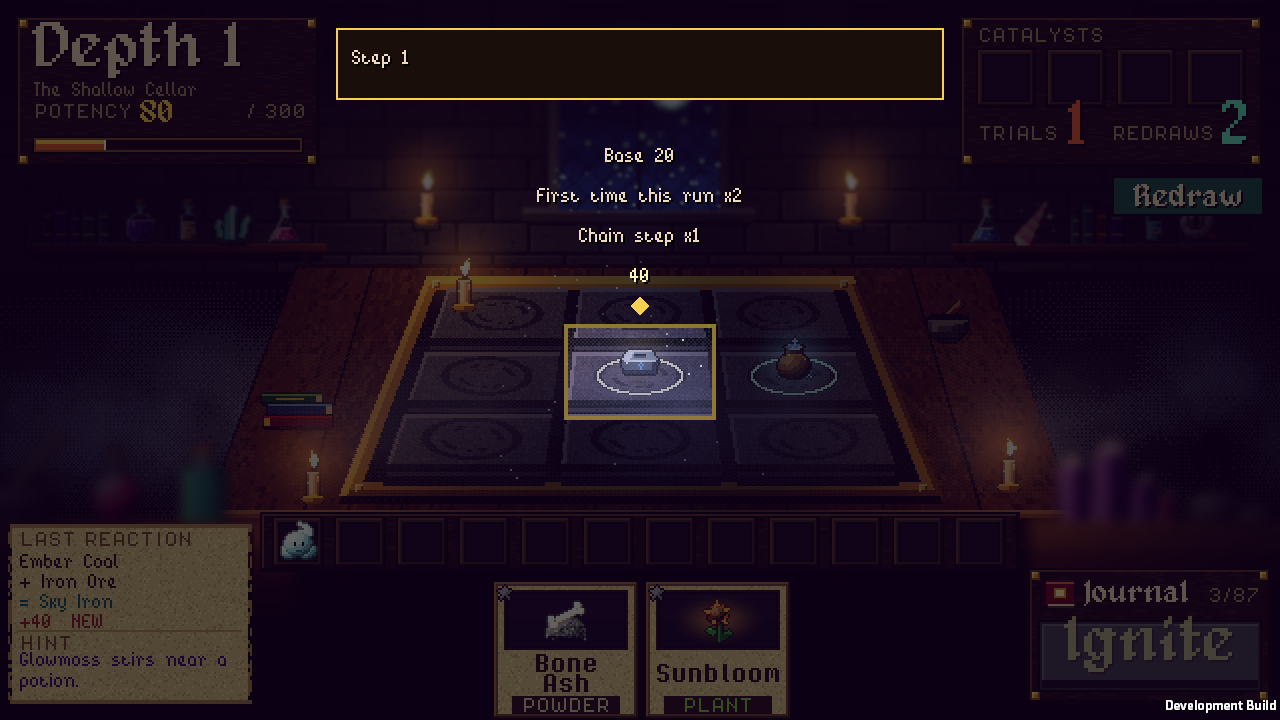 Depth 1
The Shallow Cellar
POTENCY 80 / 300
Step 1
CATALYSTS
TRIALS 1 REDRAWS 2
Redraw
Base 20
First time this run x2
Chain step x1
40
LAST REACTION
Ember Coal
+ Iron Ore
= Sky Iron
+40 NEW
HINT
Glowmoss stirs near a
potion.
Bone
Ash
POWDER
Sunbloom
PLANT
Journal 3/87
Ignite
Development Build